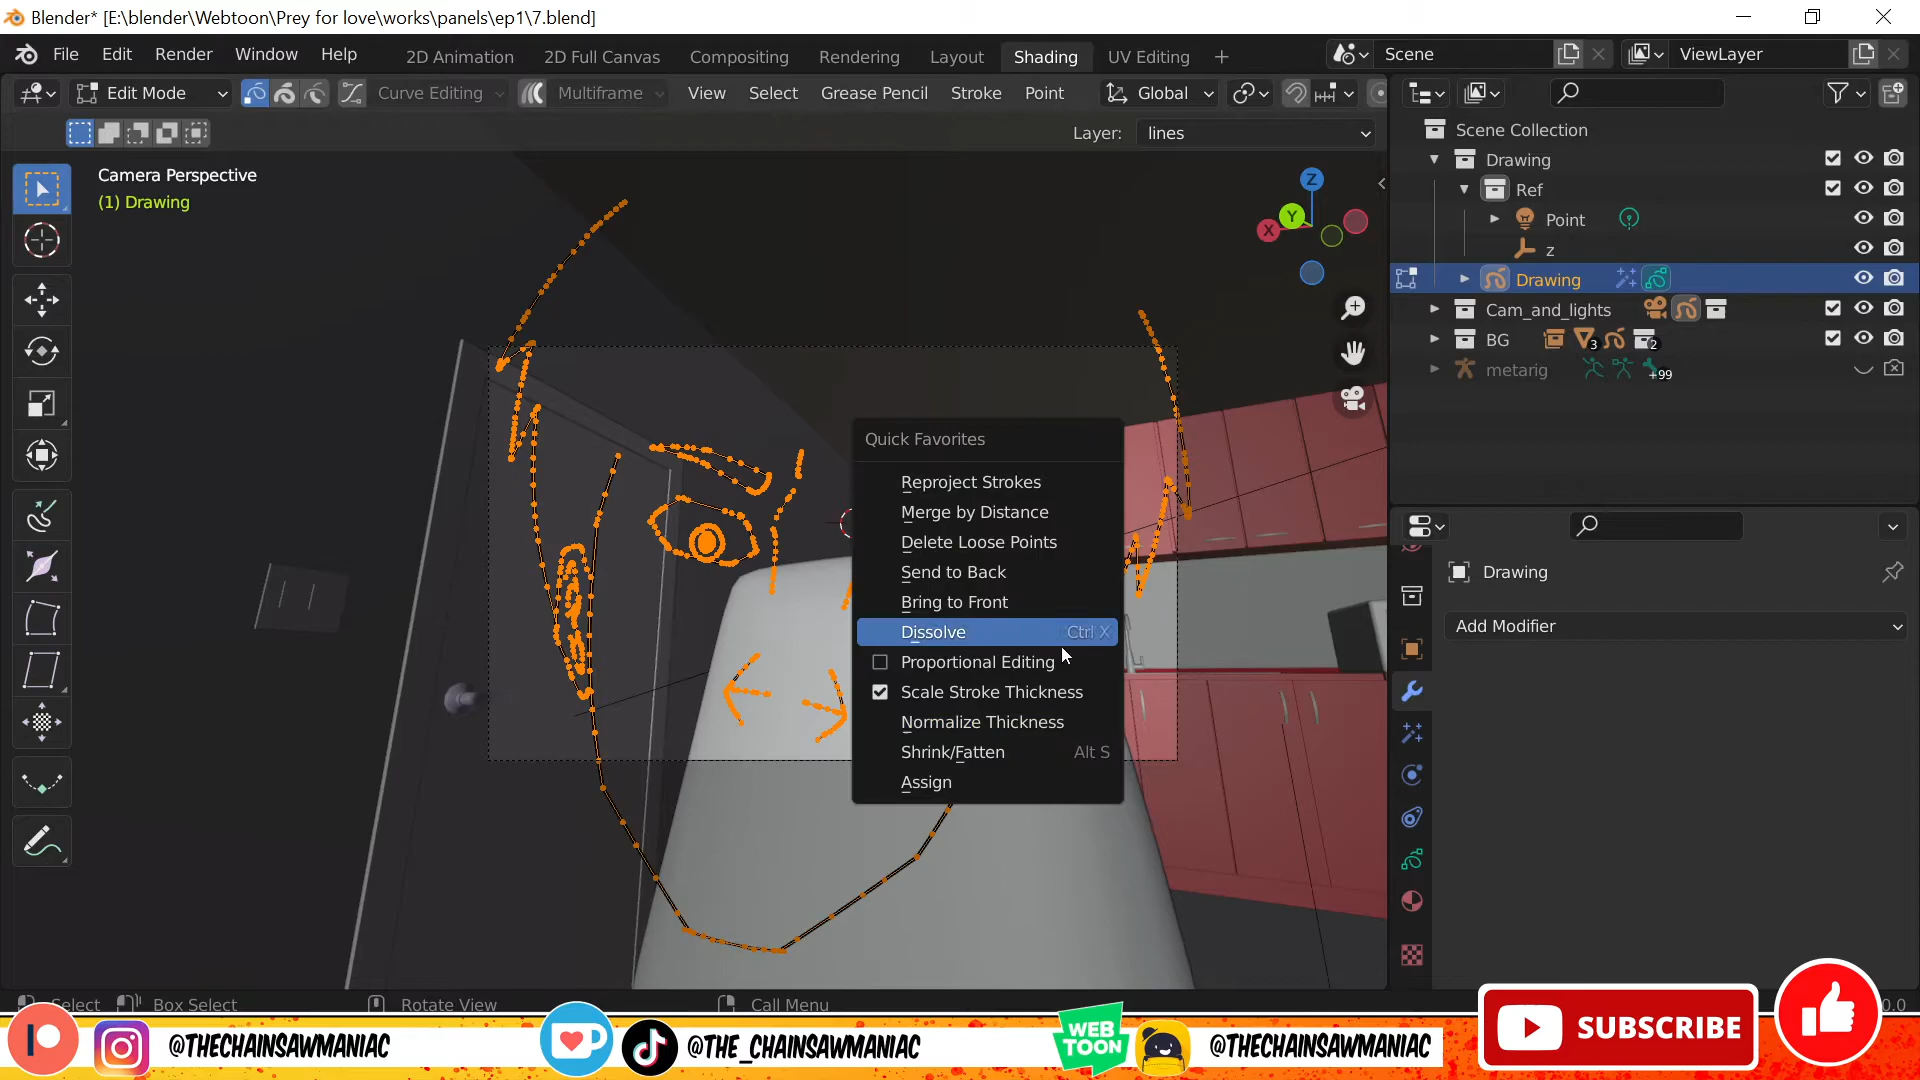 Blender* [E:\blender\Webtoon\Prey for love\works\panels\ep1\7.blend]
File Edit Render Window Help 2D Animation 2D Full Canvas Compositing Rendering Layout Shading UV Editing + Scene ViewLayer
Edit Mode Curve Editing Multiframe View Select Grease Pencil Stroke Point Global
Layer: lines
Camera Perspective
(1) Drawing
Z
Y
X
Scene Collection
Drawing
Ref
Point
z
Drawing
Cam_and_lights
BG 3 2
metarig +99
Quick Favorites
Reproject Strokes
Merge by Distance
Delete Loose Points
Send to Back
Bring to Front
Dissolve Ctrl X
Proportional Editing
Scale Stroke Thickness
Normalize Thickness
Shrink/Fatten Alt S
Assign
Drawing
Add Modifier
Select Box Select Rotate View Call Menu
@THECHAINSAWMANIAC
@THE_CHAINSAWMANIAC
WEB
TOON
@THECHAINSAWMANIAC
SUBSCRIBE